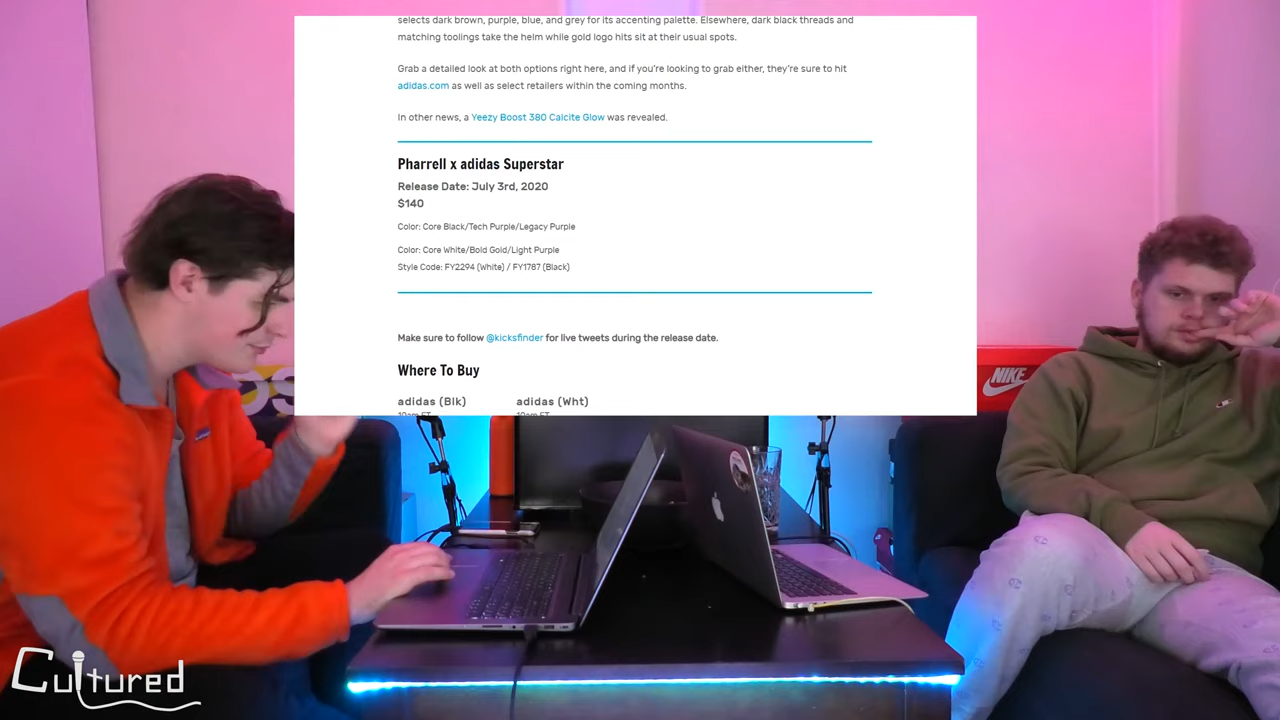 selects dark brown, purple, blue, and grey for its accenting palette. Elsewhere, dark black threads and
matching toolings take the helm while gold logo hits sit at their usual spots.
Grab a detailed look at both options right here, and if you're looking to grab either, they're sure to hit
adidas.com as well as select retailers within the coming months.
In other news, a Yeezy Boost 380 Calcite Glow was revealed.
Pharrell x adidas Superstar
Release Date: July 3rd, 2020
$140
Color: Core Black/Tech Purple/Legacy Purple
Color: Core White/Bold Gold/Light Purple
Style Code: FY2294 (White) / FY1787 (Black)
Make sure to follow @kicksfinder for live tweets during the release date.
Where To Buy
adidas (Blk) adidas (Wht)
10am ET 10am ET
NIKE
Cultured